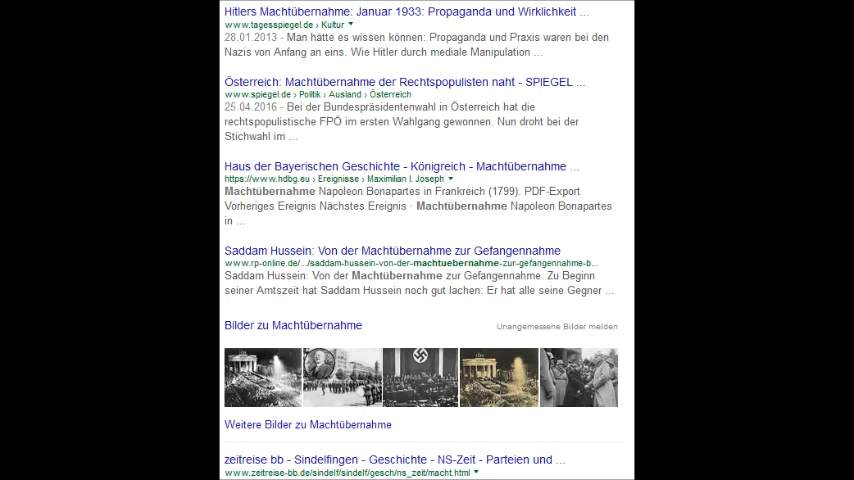 Hitlers Machtübernahme: Januar 1933: Propaganda und Wirklichkeit ...
www.tagesspiegel.de › Kultur
28.01.2013 - Man hätte es wissen können: Propaganda und Praxis waren bei den
Nazis von Anfang an eins. Wie Hitler durch mediale Manipulation ...
Österreich: Machtübernahme der Rechtspopulisten naht - SPIEGEL ...
www.spiegel.de › Politik › Ausland › Österreich
25.04.2016 - Bei der Bundespräsidentenwahl in Österreich hat die
rechtspopulistische FPÖ im ersten Wahlgang gewonnen. Nun droht bei der
Stichwahl im ...
Haus der Bayerischen Geschichte - Königreich - Machtübernahme ...
https://www.hdbg.eu › Ereignisse › Maximilian I. Joseph
Machtübernahme Napoleon Bonapartes in Frankreich (1799). PDF-Export
Vorheriges Ereignis Nächstes Ereignis · Machtübernahme Napoleon Bonapartes
in ...
Saddam Hussein: Von der Machtübernahme zur Gefangennahme
www.rp-online.de/.../saddam-hussein-von-der-machtuebernahme-zur-gefangennahme-b...
Saddam Hussein: Von der Machtübernahme zur Gefangennahme. Zu Beginn
seiner Amtszeit hat Saddam Hussein noch gut lachen: Er hat alle seine Gegner ...
Bilder zu Machtübernahme
Unangemessene Bilder melden
Weitere Bilder zu Machtübernahme
zeitreise bb - Sindelfingen - Geschichte - NS-Zeit - Parteien und ...
www.zeitreise-bb.de/sindelf/sindelf/gesch/ns_zeit/macht.html